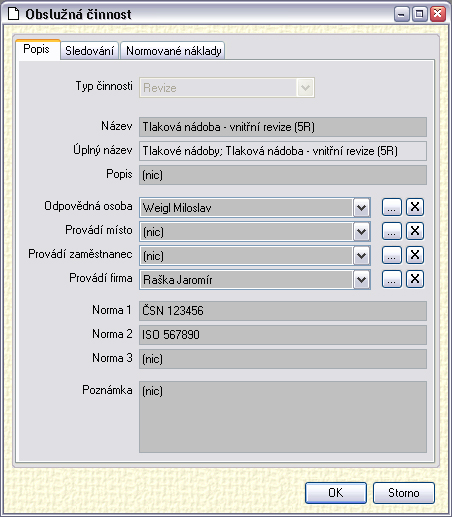 Obslužná činnost
Popis Sledování Normované náklady
Typ činnosti Revize
Název Tlaková nádoba - vnitřní revize (5R)
Úplný název Tlakové nádoby; Tlaková nádoba - vnitřní revize (5R)
Popis (nic)
Odpovědná osoba Weigl Miloslav ... X
Provádí místo (nic) ... X
Provádí zaměstnanec (nic) ... X
Provádí firma Raška Jaromír ... X
Norma 1 ČSN 123456
Norma 2 ISO 567890
Norma 3 (nic)
Poznámka (nic)
OK Storno